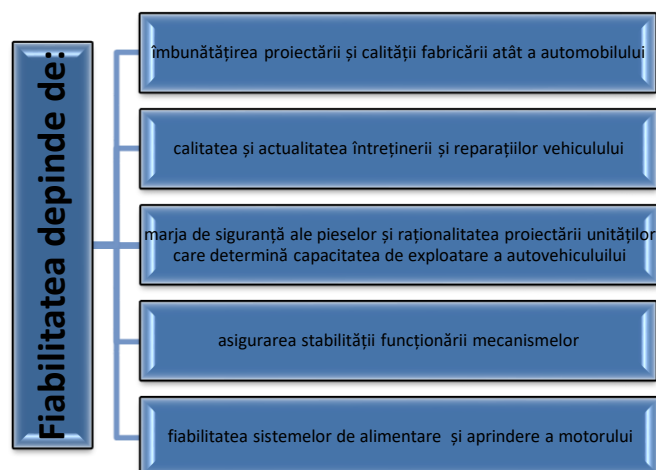 Fiabilitatea depinde de:
îmbunătățirea proiectării și calității fabricării atât a automobilului
calitatea și actualitatea întreținerii și reparațiilor vehiculului
marja de siguranță ale pieselor și raționalitatea proiectării unităților
care determină capacitatea de exploatare a autovehiculuilui
asigurarea stabilității funcționării mecanismelor
fiabilitatea sistemelor de alimentare și aprindere a motorului